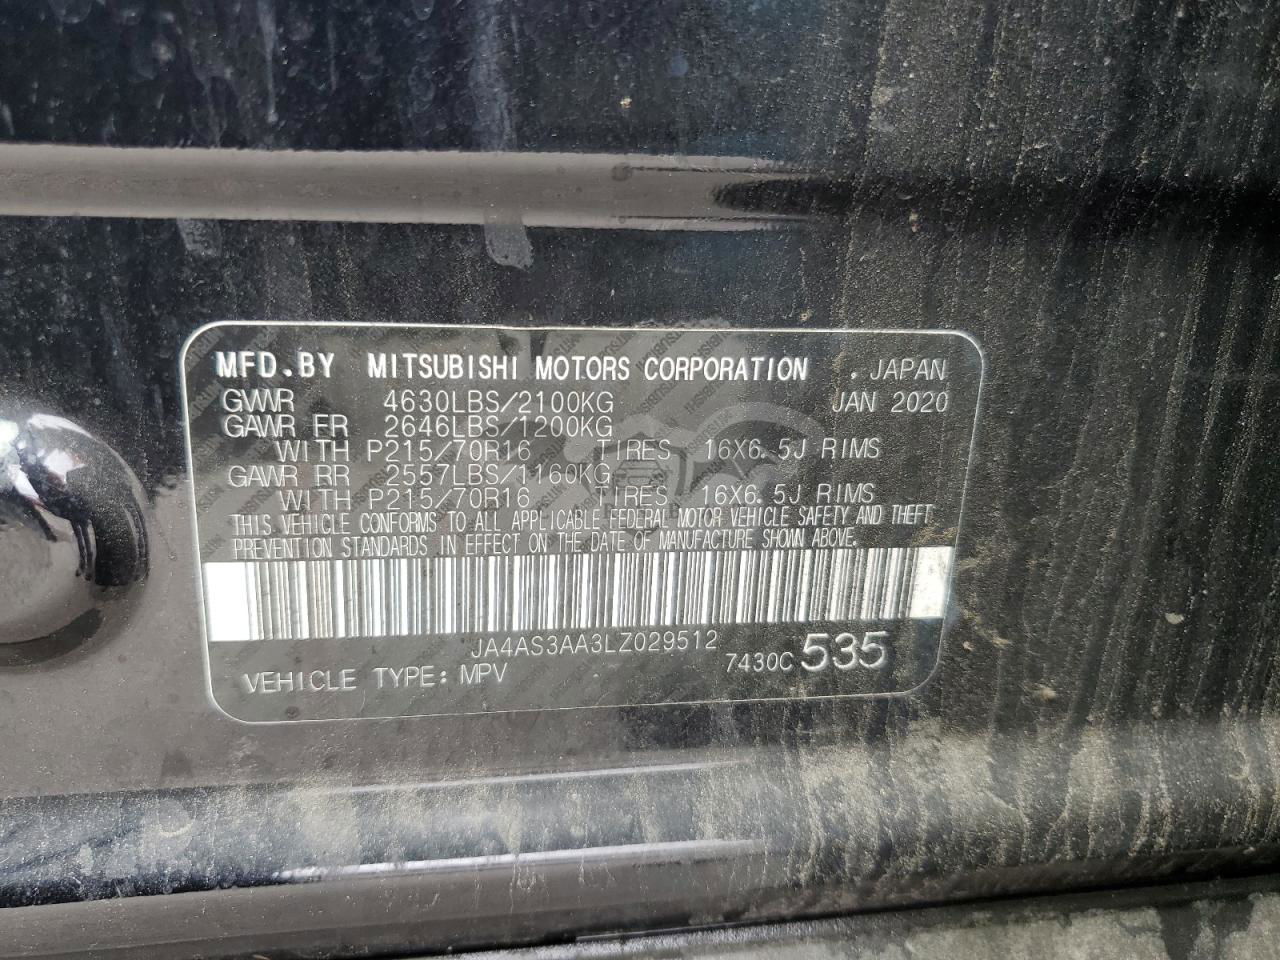 MFD.BY MITSUBISHI MOTORS CORPORATION . JAPAN
GVWR 4630LBS/2100KG JAN 2020
GAWR FR 2646LBS/1200KG
WITH P215/70R16 TIRES 16X6.5J RIMS
GAWR RR 2557LBS/1160KG
WITH P215/70R16 TIRES 16X6.5J RIMS
THIS VEHICLE CONFORMS TO ALL APPLICABLE FEDERAL MOTOR VEHICLE SAFETY AND THEFT
PREVENTION STANDARDS IN EFFECT ON THE DATE OF MANUFACTURE SHOWN ABOVE.
JA4AS3AA3LZ029512
VEHICLE TYPE: MPV 7430C 535